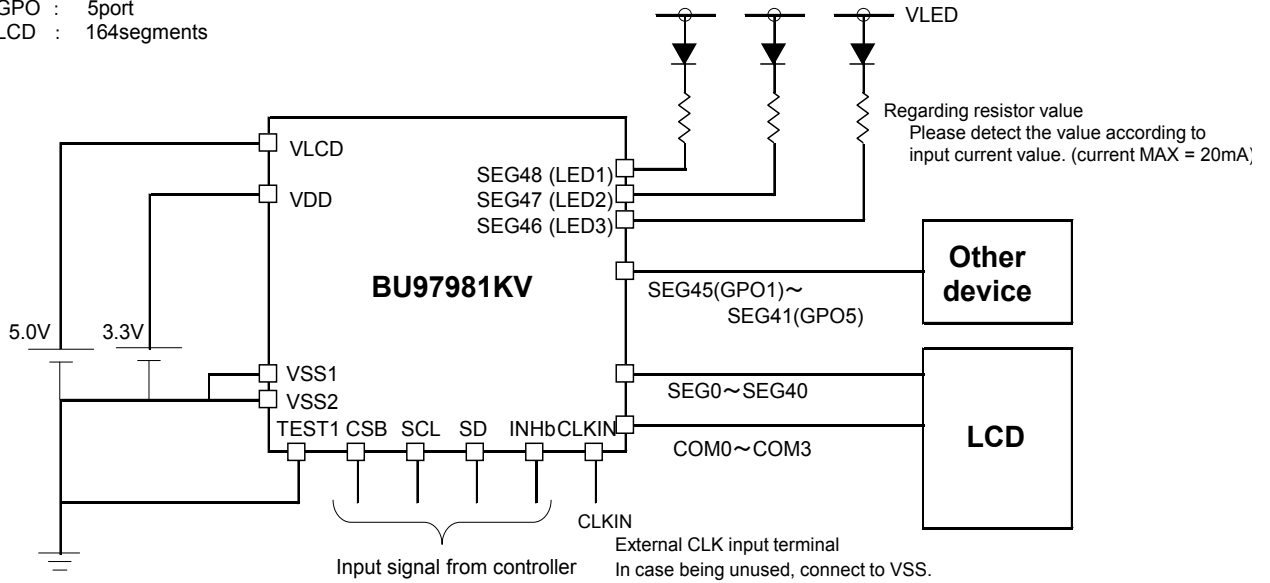 GPO : 5port
LCD : 164segments
VLED
Regarding resistor value
Please detect the value according to
input current value. (current MAX = 20mA)
VLCD
SEG48 (LED1)
VDD
SEG47 (LED2)
SEG46 (LED3)
BU97981KV
Other
device
SEG45(GPO1)～
SEG41(GPO5)
5.0V
3.3V
VSS1
SEG0～SEG40
VSS2
TEST1 CSB SCL SD INHb CLKIN
LCD
COM0～COM3
CLKIN
External CLK input terminal
Input signal from controller
In case being unused, connect to VSS.